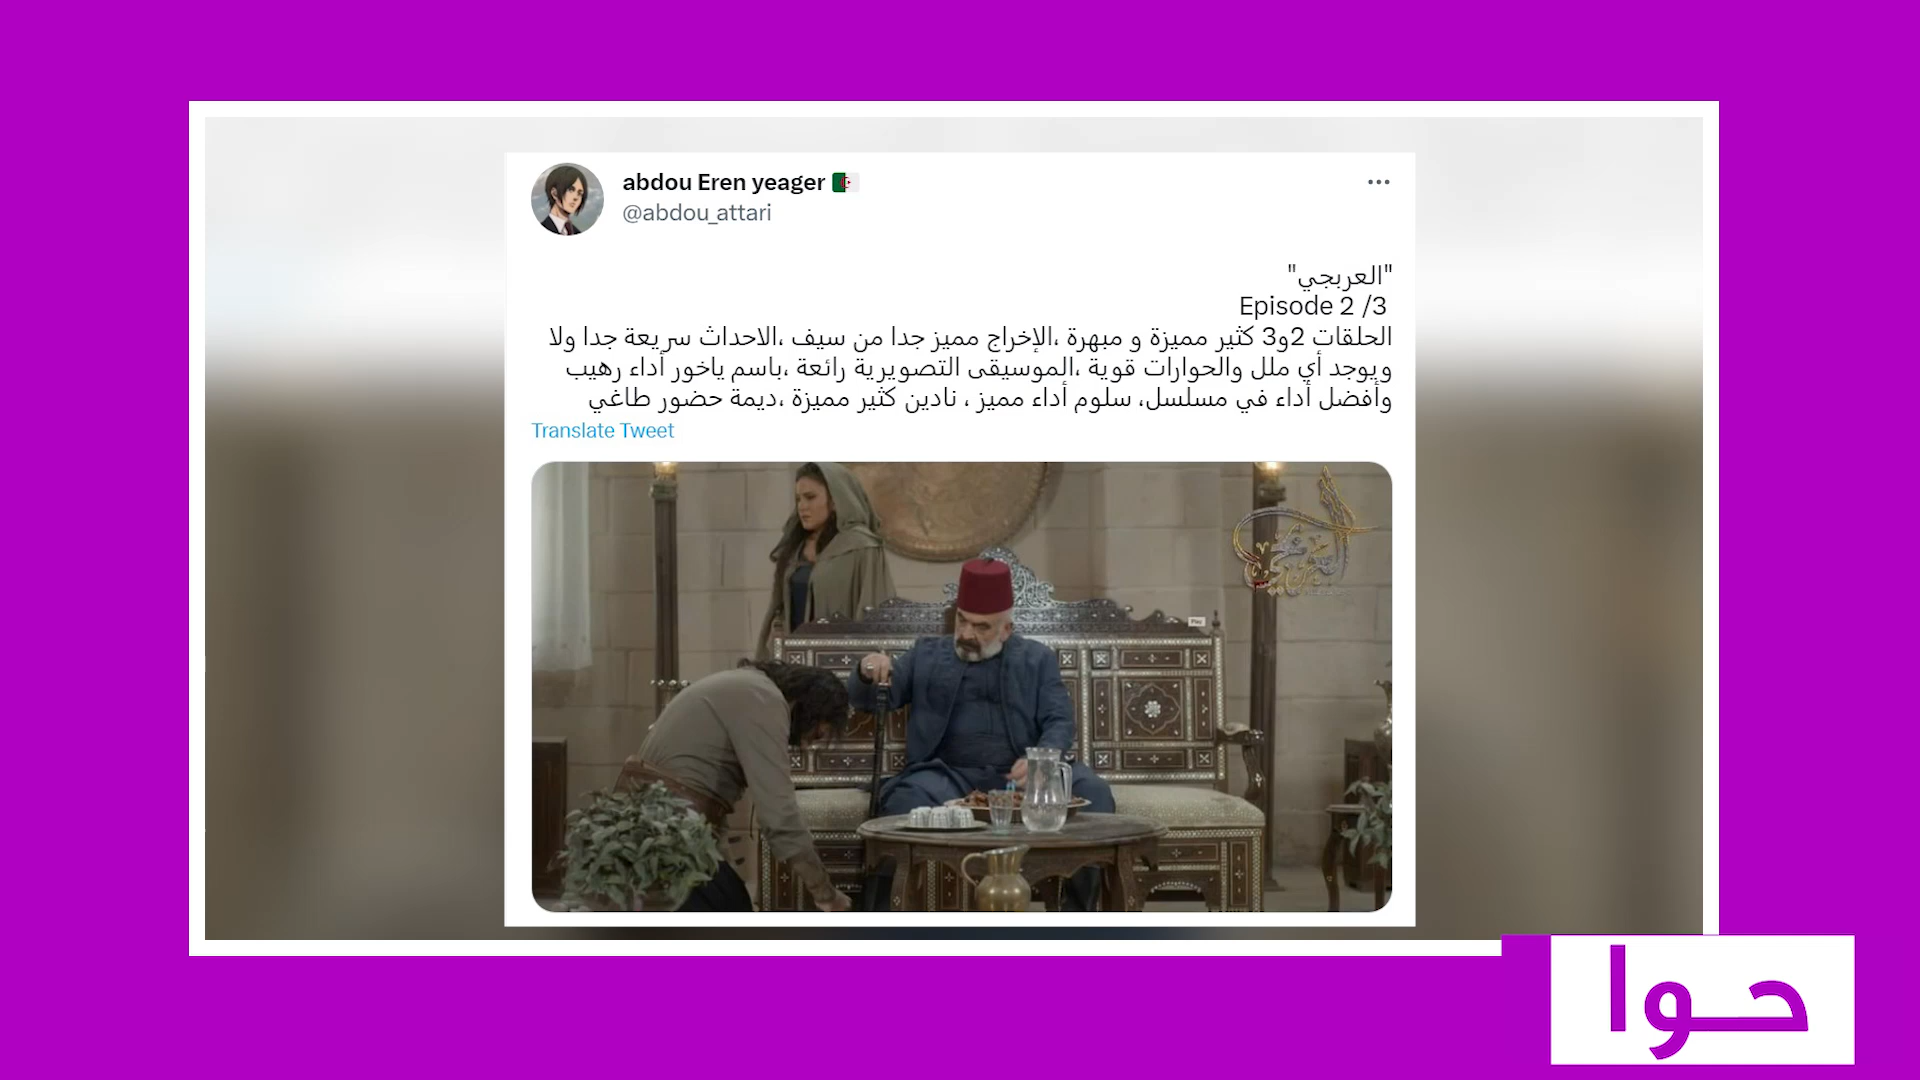 abdou Eren yeager
@abdou_attari
"العربجي"
Episode 2 /3
الحلقات 2و3 كثير مميزة و مبهرة ،الإخراج مميز جدا من سيف ،الاحداث سريعة جدا ولا
ويوجد أي ملل والحوارات قوية ،الموسيقى التصويرية رائعة ،باسم ياخور أداء رهيب
وأفضل أداء في مسلسل، سلوم أداء مميز ، نادين كثير مميزة ،ديمة حضور طاغي
Translate Tweet
العربجي
حوا